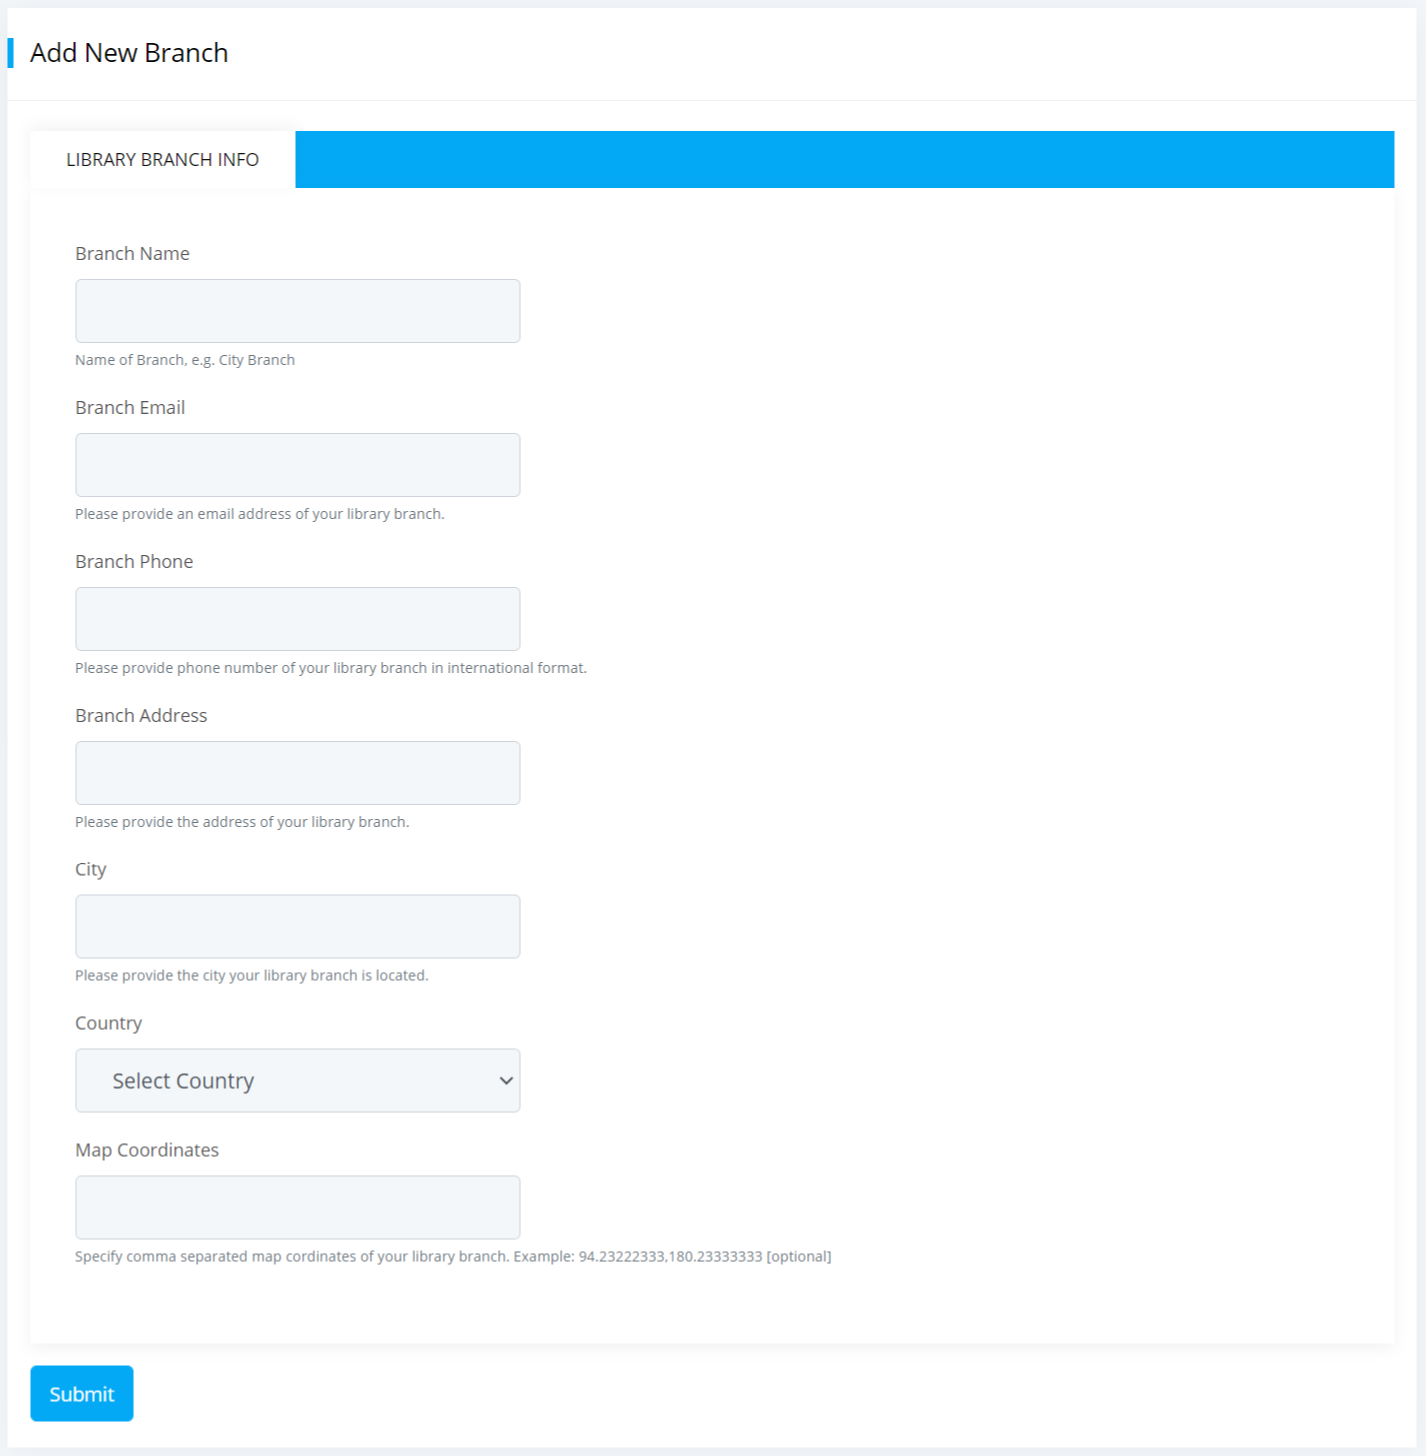 Add New Branch
LIBRARY BRANCH INFO
Branch Name
Name of Branch, e.g. City Branch
Branch Email
Please provide an email address of your library branch.
Branch Phone
Please provide phone number of your library branch in international format.
Branch Address
Please provide the address of your library branch.
City
Please provide the city your library branch is located.
Country
Select Country
Map Coordinates
Specify comma separated map cordinates of your library branch. Example: 94.23222333,180.23333333 [optional]
Submit